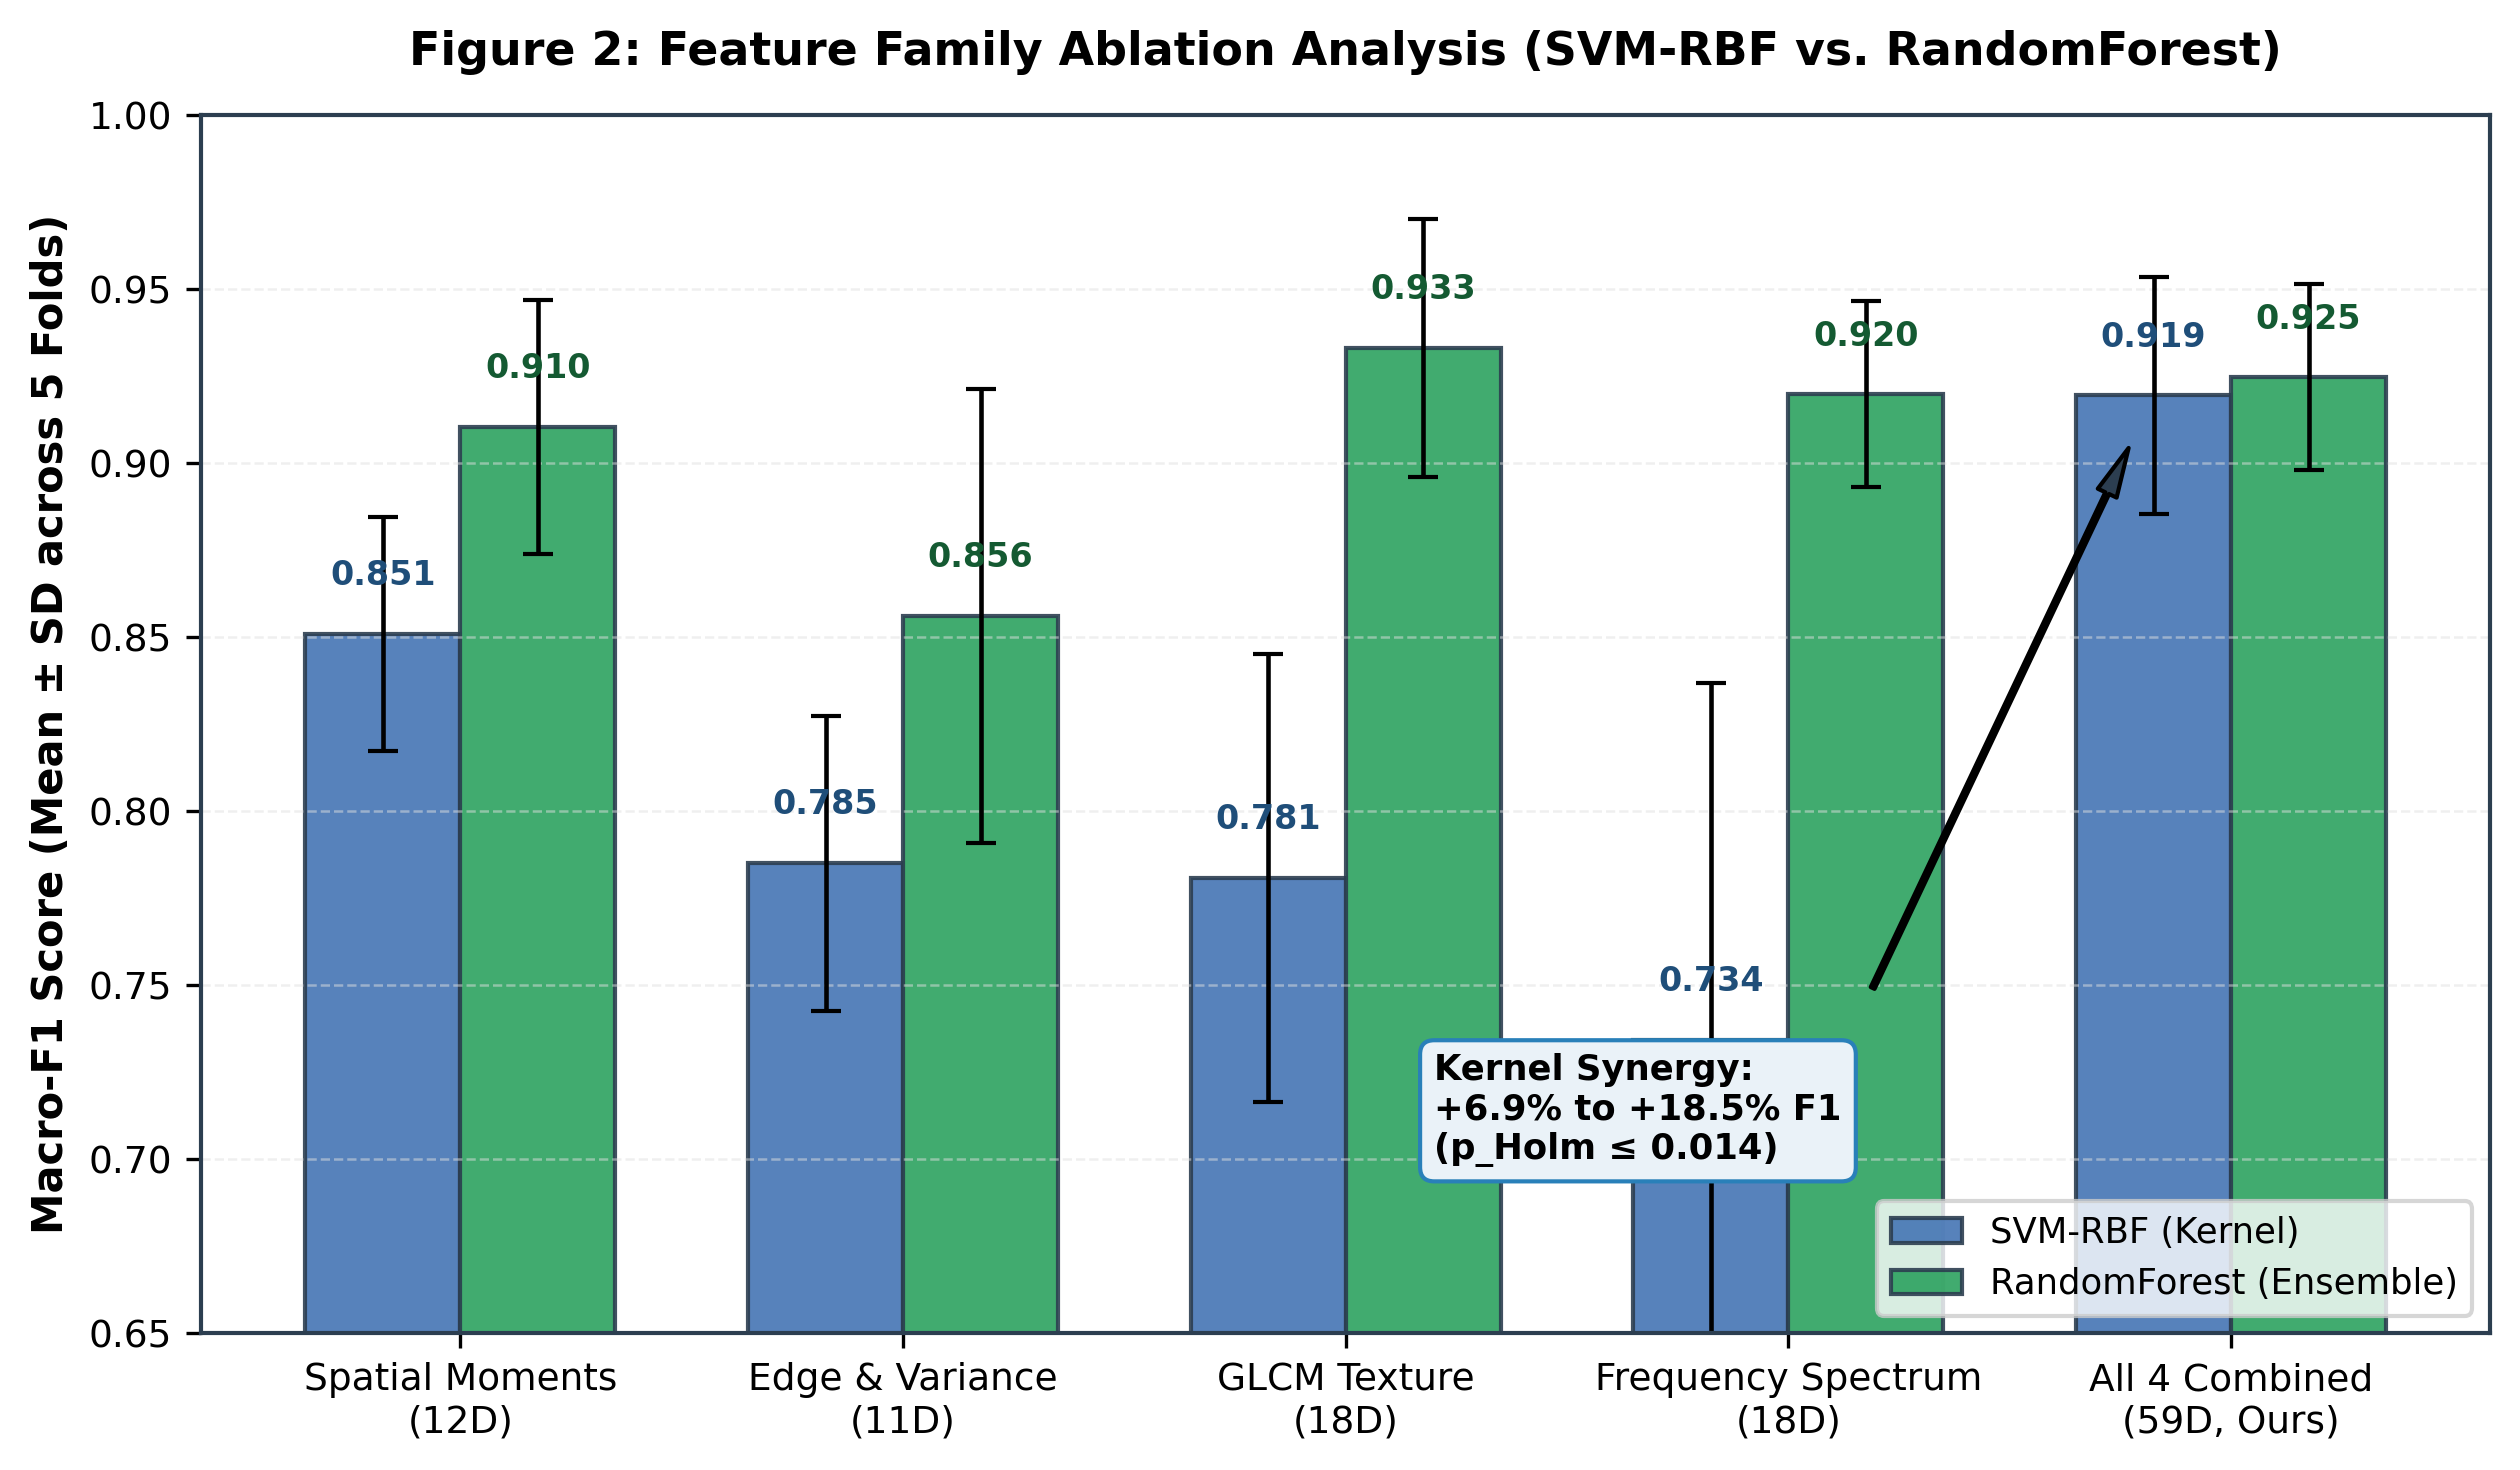 Figure 2: Feature Family Ablation Analysis (SVM-RBF vs. RandomForest)
Macro-F1 Score (Mean ± SD across 5 Folds)
1.00
0.95
0.90
0.85
0.80
0.75
0.70
0.65
0.851
0.910
0.785
0.856
0.781
0.933
0.734
0.920
0.919
0.925
Kernel Synergy:
+6.9% to +18.5% F1
(p_Holm ≤ 0.014)
SVM-RBF (Kernel)
RandomForest (Ensemble)
Spatial Moments
(12D)
Edge & Variance
(11D)
GLCM Texture
(18D)
Frequency Spectrum
(18D)
All 4 Combined
(59D, Ours)